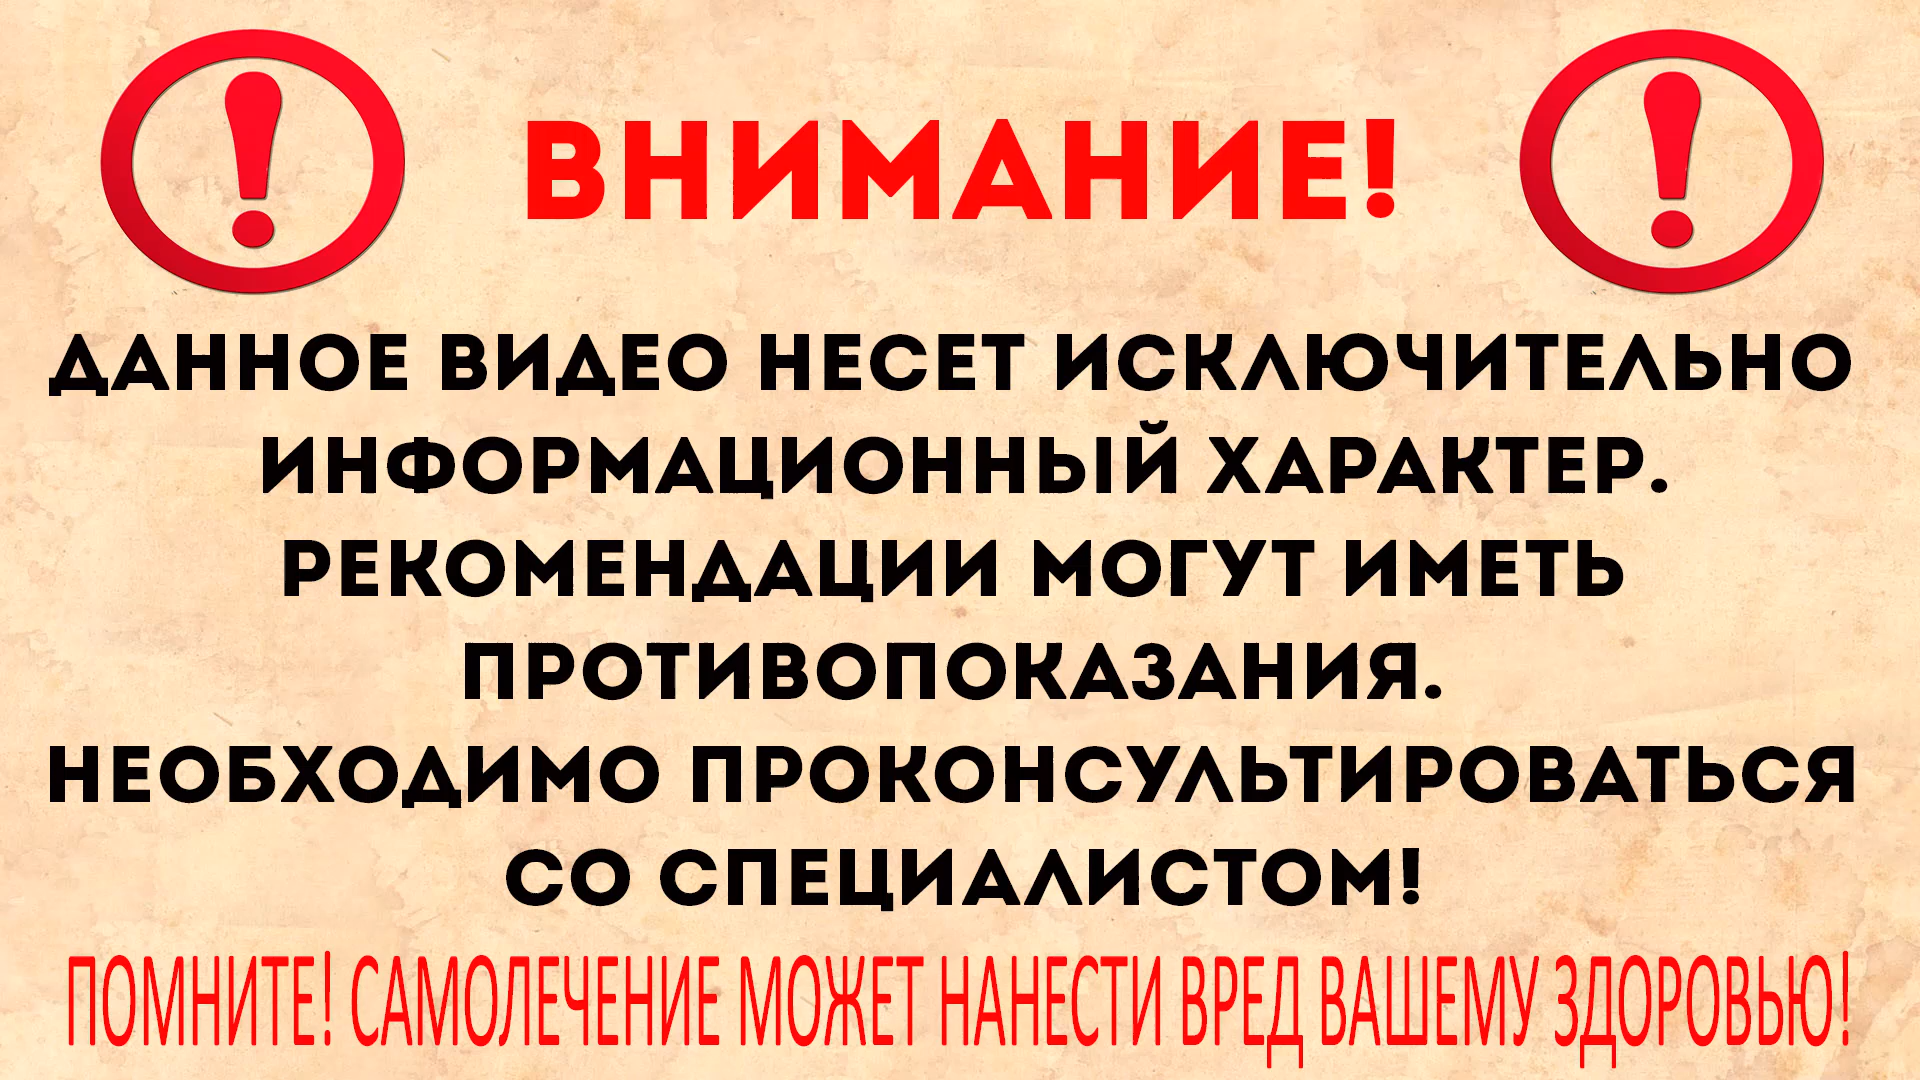 ВНИМАНИЕ!
ДАННОЕ ВИДЕО НЕСЕТ ИСКЛЮЧИТЕЛЬНО
ИНФОРМАЦИОННЫЙ ХАРАКТЕР.
РЕКОМЕНДАЦИИ МОГУТ ИМЕТЬ
ПРОТИВОПОКАЗАНИЯ.
НЕОБХОДИМО ПРОКОНСУЛЬТИРОВАТЬСЯ
СО СПЕЦИАЛИСТОМ!
ПОМНИТЕ! САМОЛЕЧЕНИЕ МОЖЕТ НАНЕСТИ ВРЕД ВАШЕМУ ЗДОРОВЬЮ!